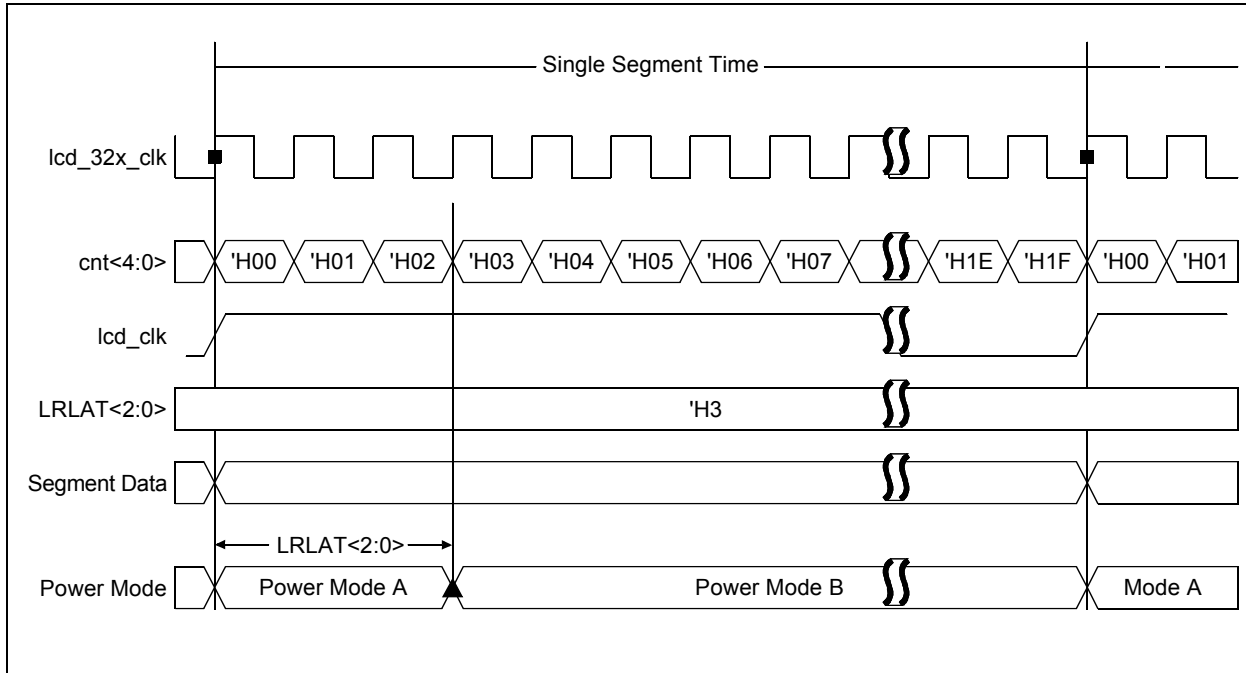 Single Segment Time
lcd_32x_clk
cnt<4:0> 'H00 'H01 'H02 'H03 'H04 'H05 'H06 'H07 'H1E 'H1F 'H00 'H01
lcd_clk
LRLAT<2:0> 'H3
Segment Data
LRLAT<2:0>
Power Mode Power Mode A Power Mode B Mode A